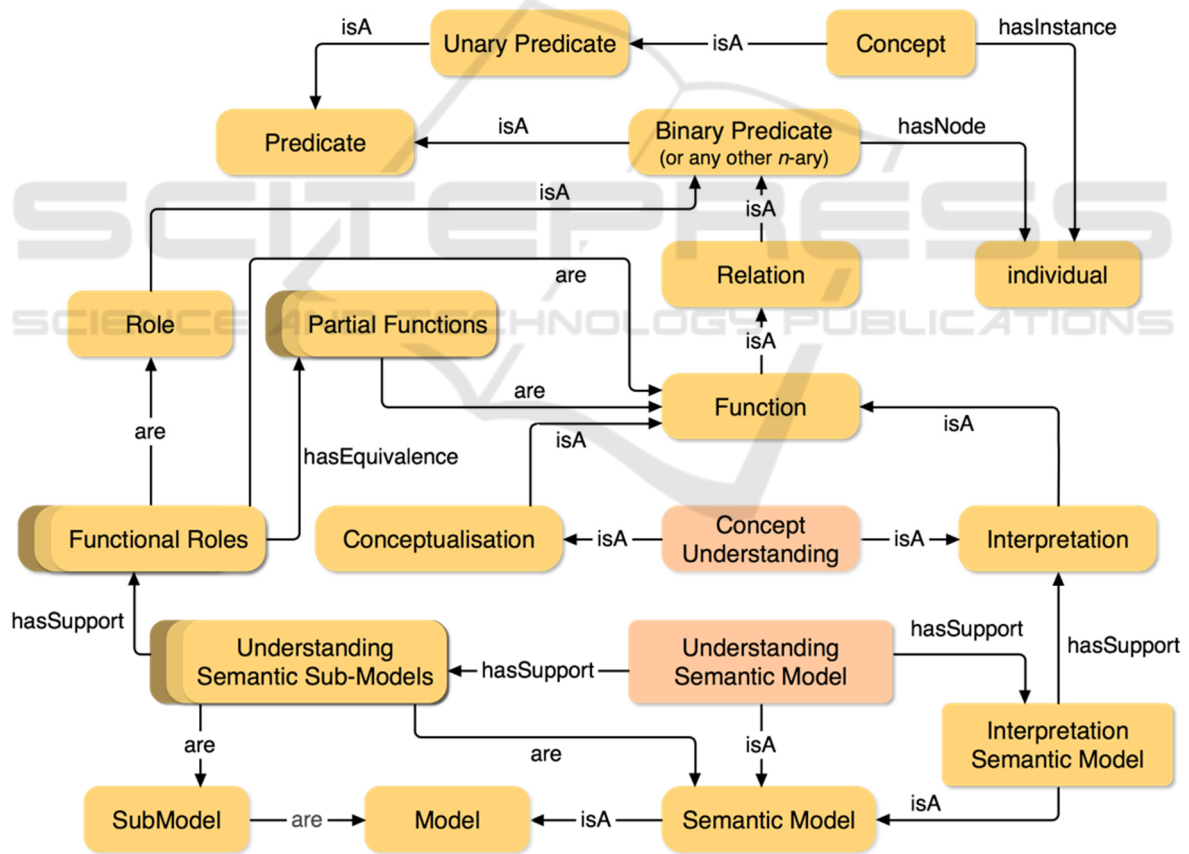 isA
Unary Predicate
isA
Concept
hasInstance
Predicate
isA
Binary Predicate
(or any other n-ary)
hasNode
isA
isA
SCITEPRESS
SCIENCE AND TECHNOLOGY PUBLICATIONS
Relation
individual
are
Role
Partial Functions
isA
are
Function
are
isA
isA
hasEquivalence
Functional Roles
Conceptualisation
isA
Concept
Understanding
isA
Interpretation
hasSupport
Understanding
Semantic Sub-Models
hasSupport
Understanding
Semantic Model
hasSupport
hasSupport
are
are
isA
Interpretation
Semantic Model
isA
SubModel
are
Model
isA
Semantic Model